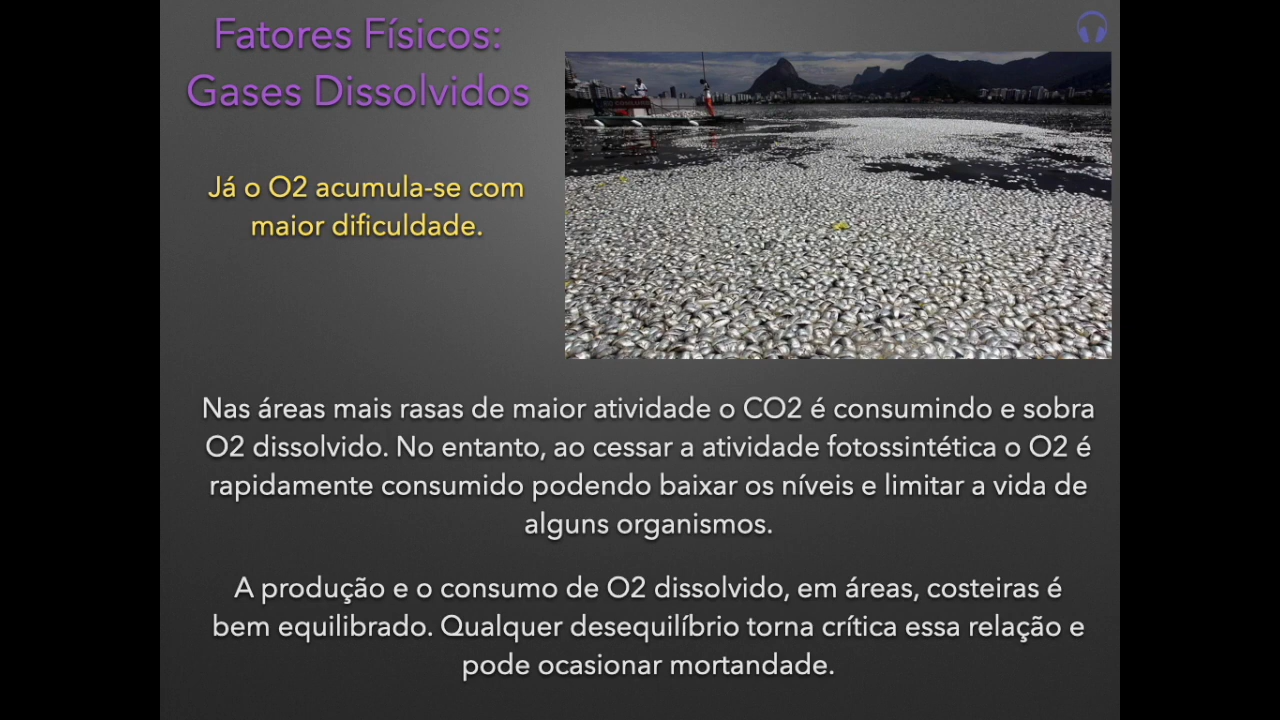 Fatores Físicos:
Gases Dissolvidos
Já o O2 acumula-se com
maior dificuldade.
Nas áreas mais rasas de maior atividade o CO2 é consumindo e sobra
O2 dissolvido. No entanto, ao cessar a atividade fotossintética o O2 é
rapidamente consumido podendo baixar os níveis e limitar a vida de
alguns organismos.
A produção e o consumo de O2 dissolvido, em áreas, costeiras é
bem equilibrado. Qualquer desequilíbrio torna crítica essa relação e
pode ocasionar mortandade.